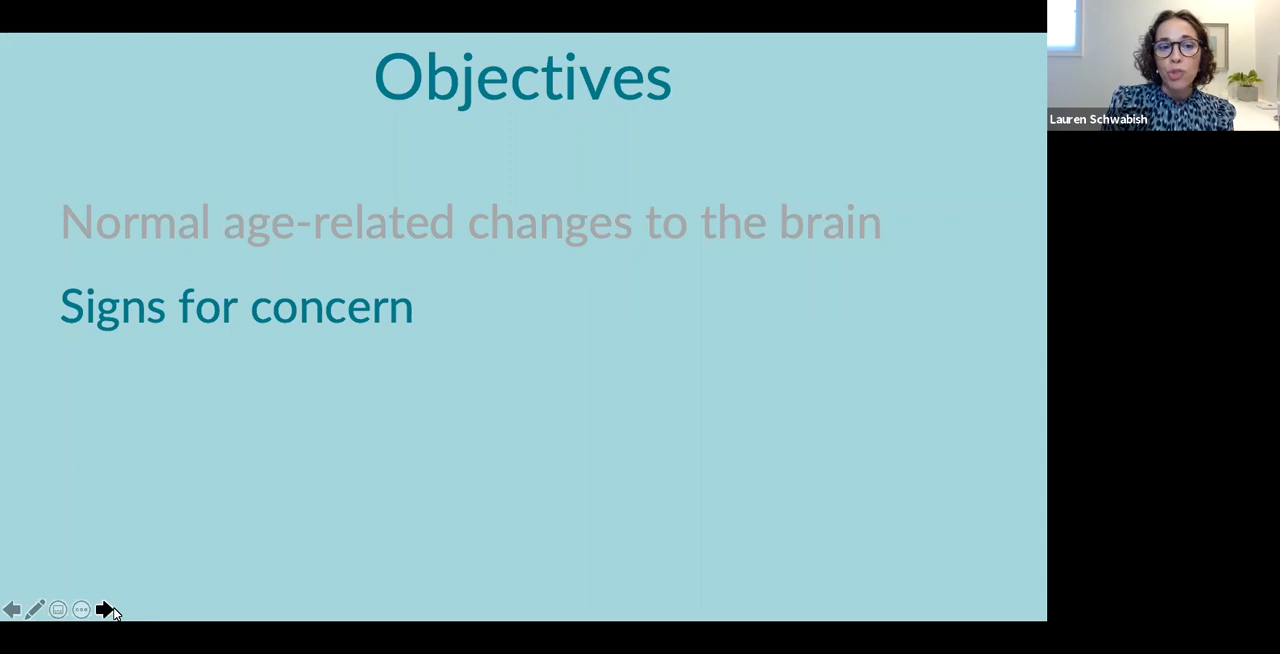 Objectives
Normal age-related changes to the brain
Signs for concern
Lauren Schwabish